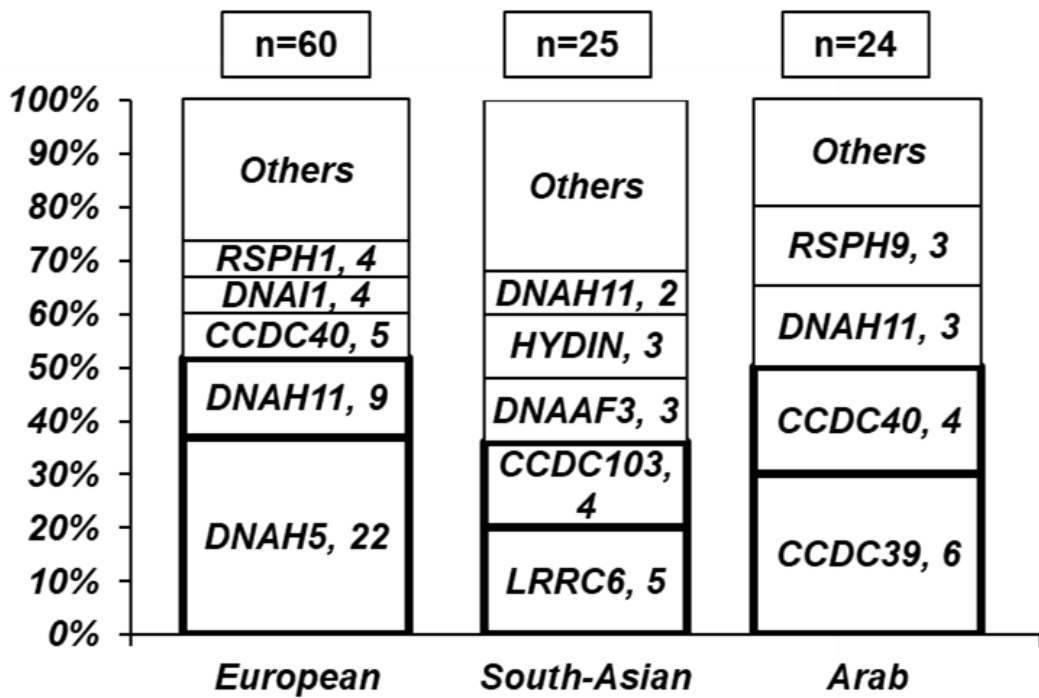 n=60 n=25 n=24
100%
90%
80%
70%
60%
50%
40%
30%
20%
10%
0%
Others
RSPH1, 4
DNAI1, 4
CCDC40, 5
DNAH11, 9
DNAH5, 22
Others
DNAH11, 2
HYDIN, 3
DNAAF3, 3
CCDC103,
4
LRRC6, 5
Others
RSPH9, 3
DNAH11, 3
CCDC40, 4
CCDC39, 6
European South-Asian Arab